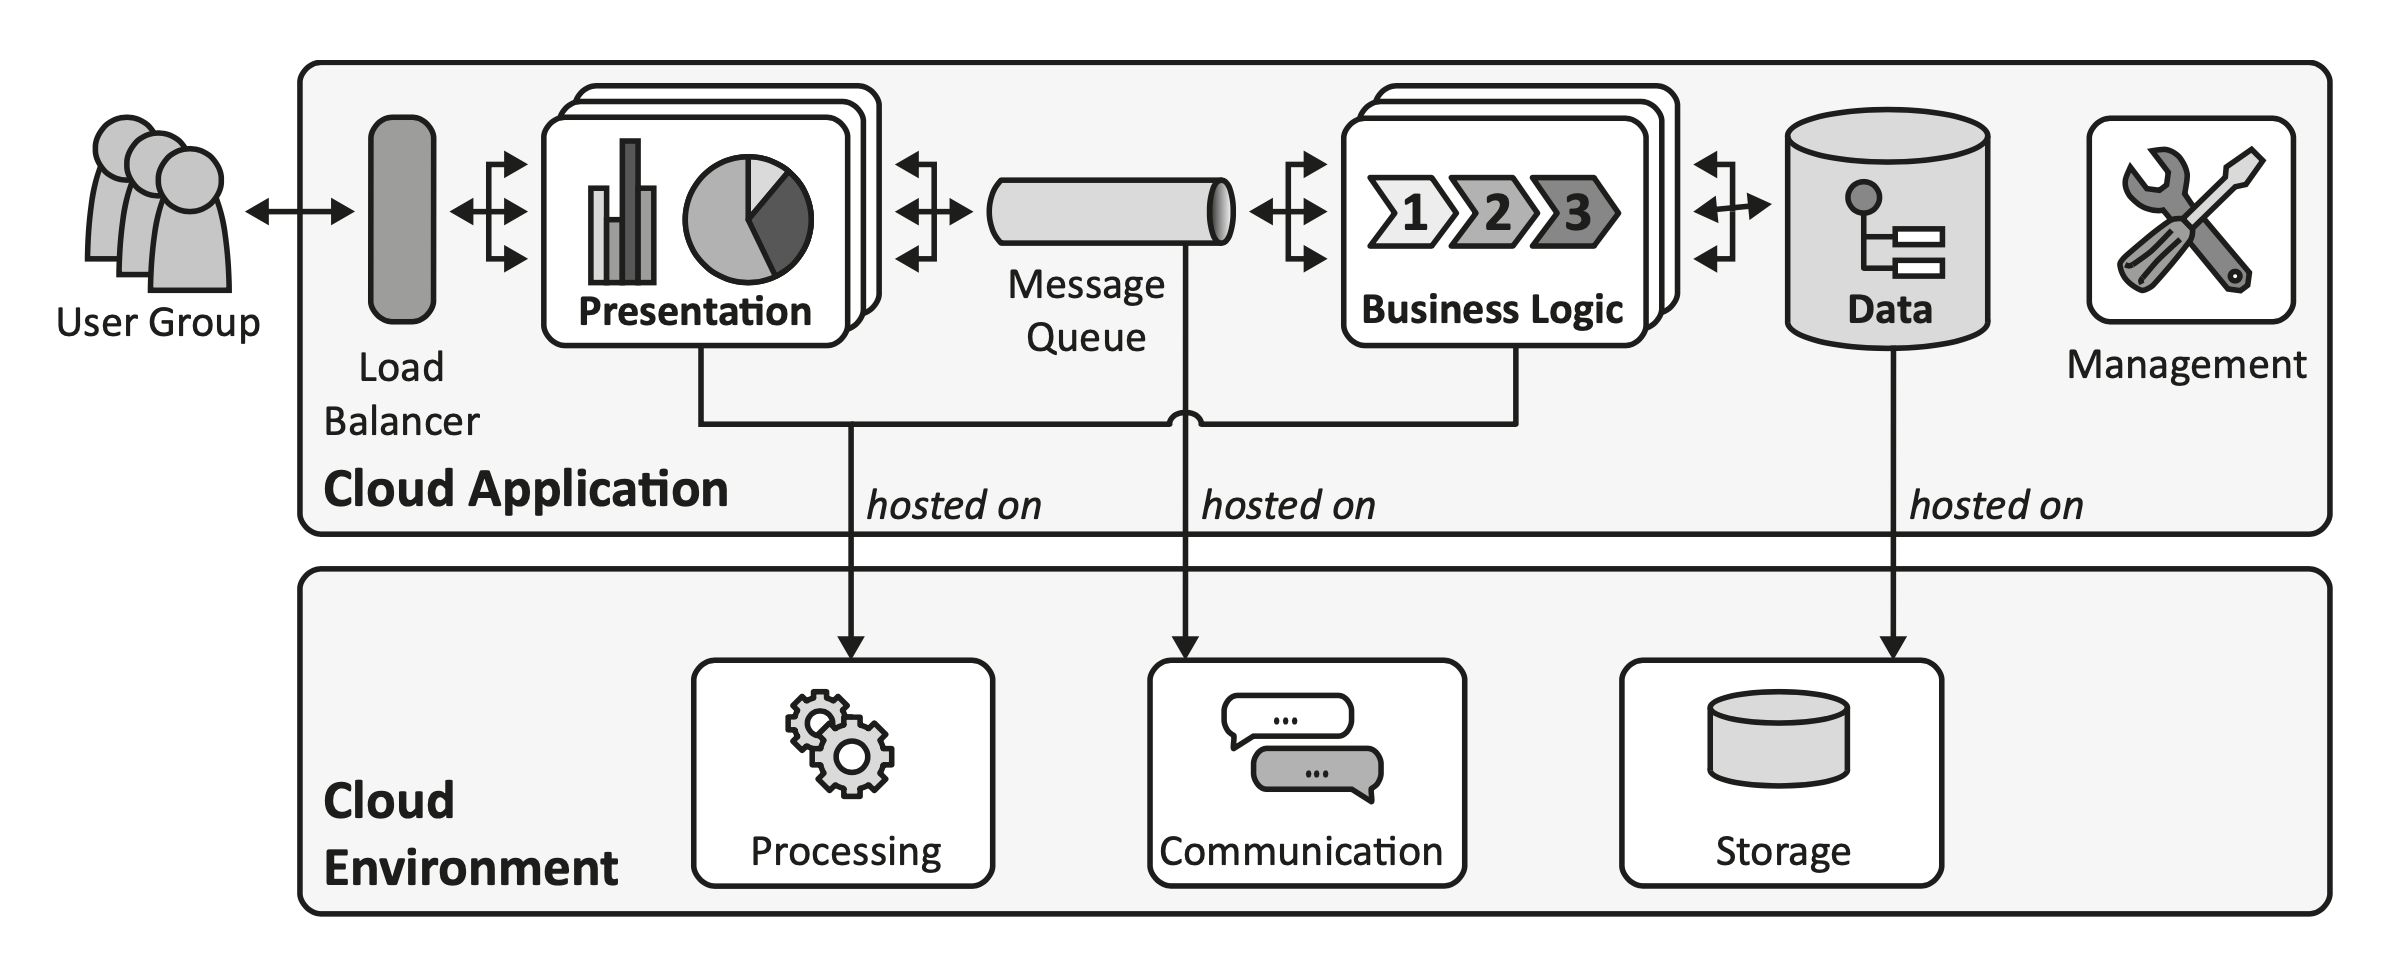 User Group
Load
Balancer
Presentation
Message
Queue
1 2 3
Business Logic
Data
Management
Cloud Application
hosted on
hosted on
hosted on
Cloud
Environment
Processing
...
...
Communication
Storage